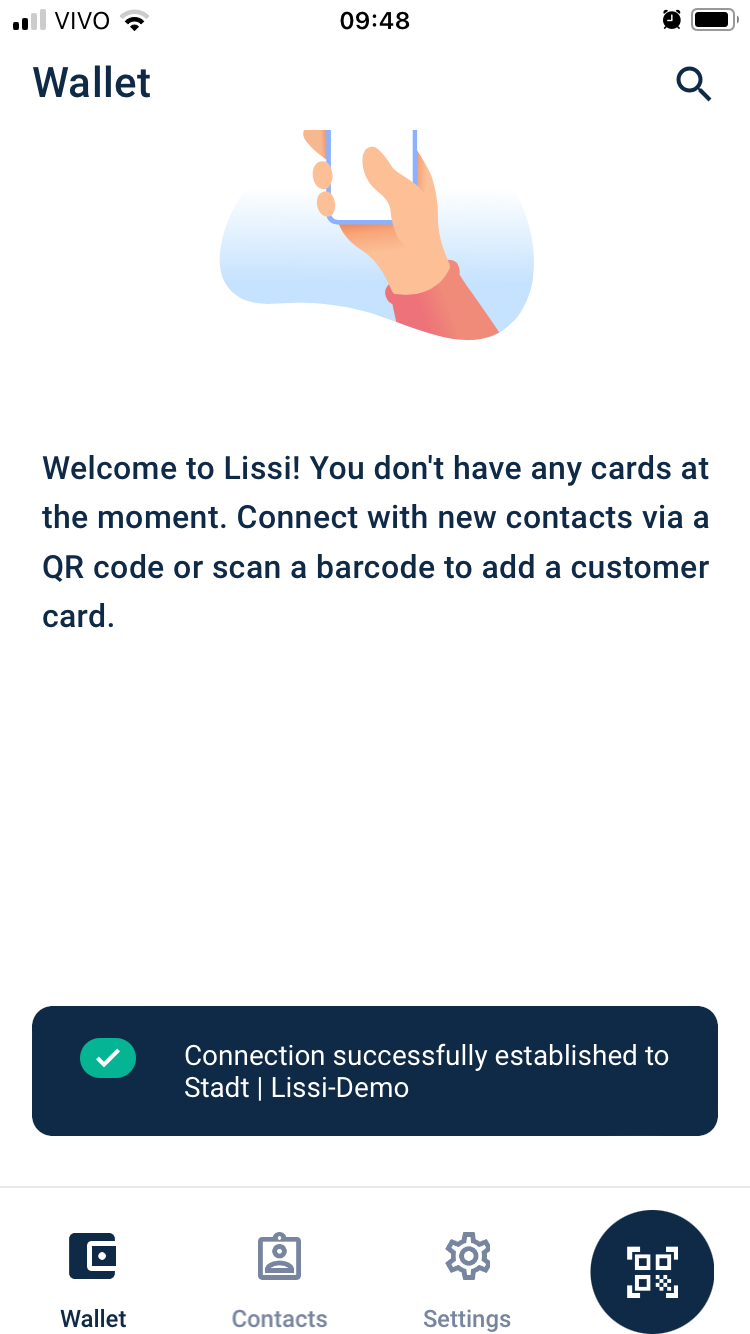 VIVO 09:48
Wallet
Welcome to Lissi! You don't have any cards at
the moment. Connect with new contacts via a
QR code or scan a barcode to add a customer
card.
Connection successfully established to
Stadt | Lissi-Demo
Wallet Contacts Settings